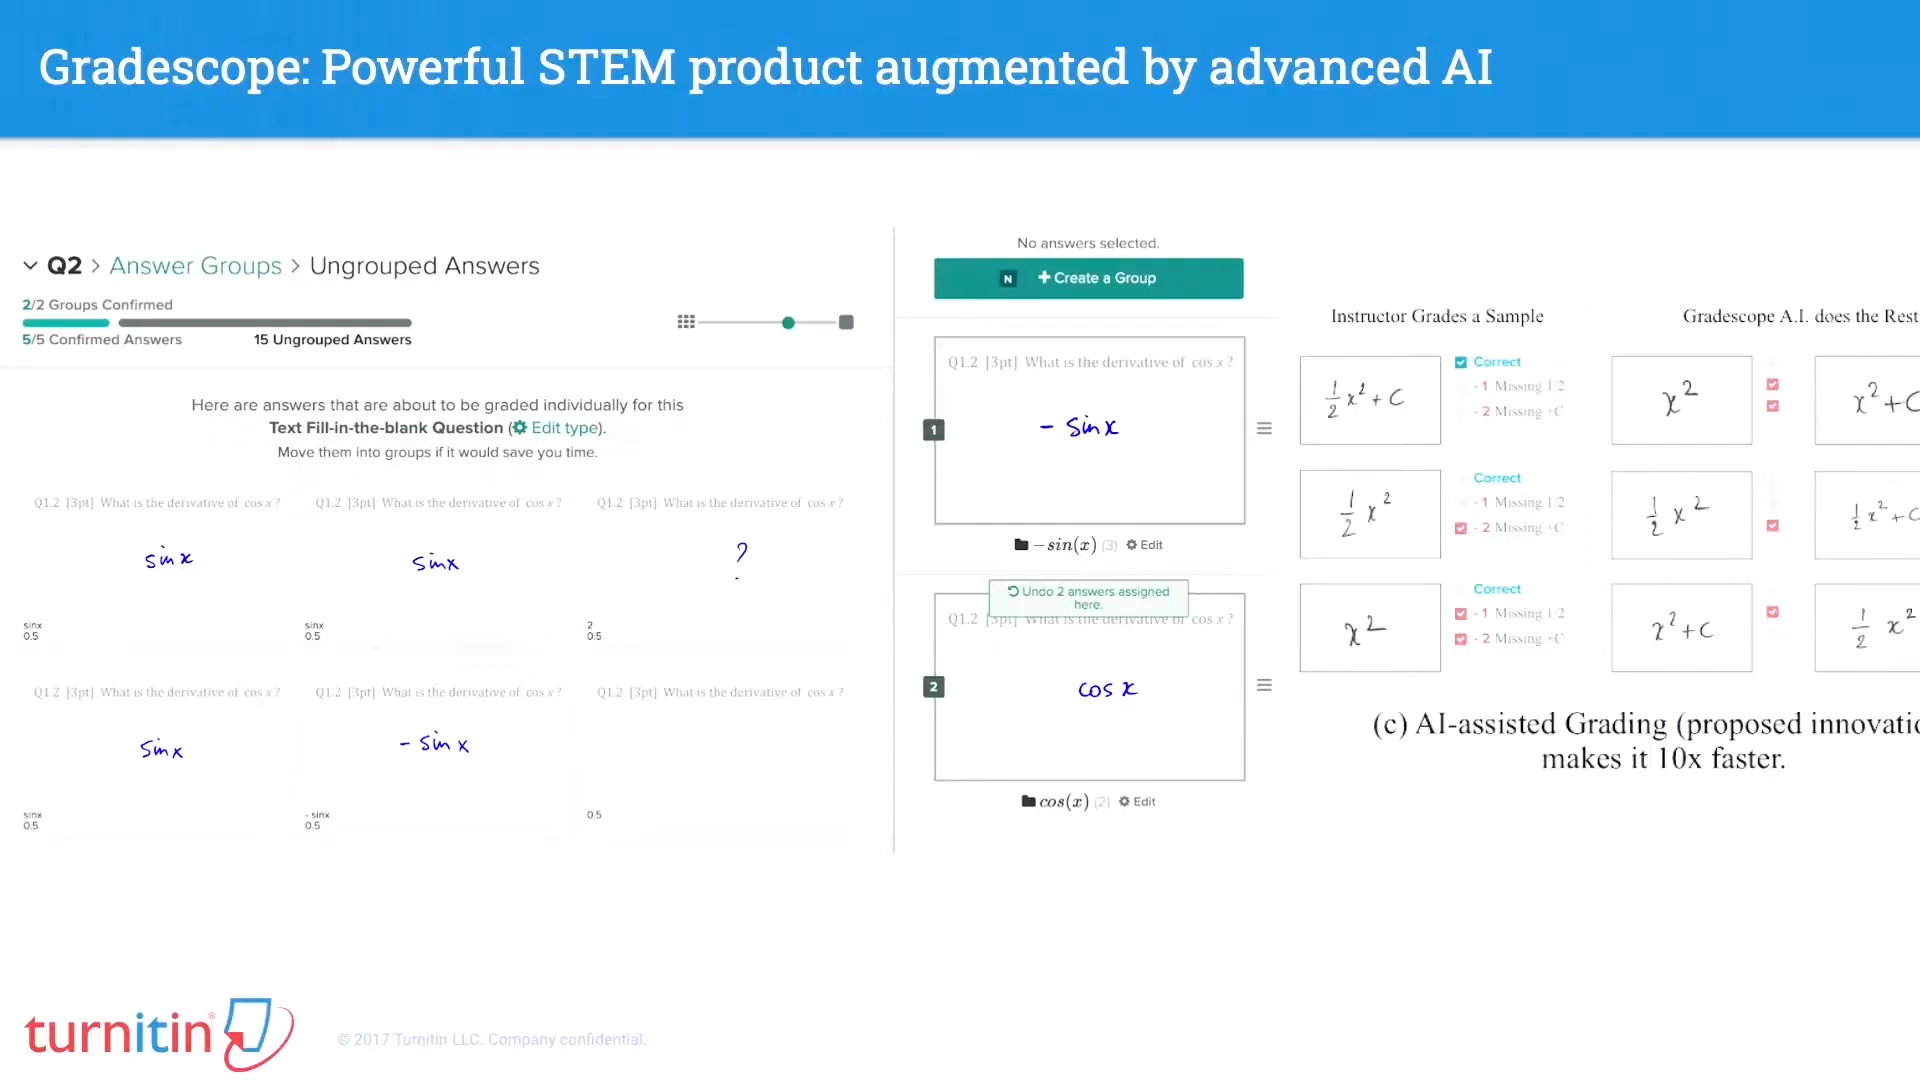 Gradescope: Powerful STEM product augmented by advanced AI
Q2 > Answer Groups > Ungrouped Answers
2/2 Groups Confirmed
5/5 Confirmed Answers
15 Ungrouped Answers
Here are answers that are about to be graded individually for this
Text Fill-in-the-blank Question (Edit type).
Move them into groups if it would save you time.
Q1.2 [3pt] What is the derivative of cos x ?
sin x
sinx
0.5
Q1.2 [3pt] What is the derivative of cos x ?
sin x
sinx
0.5
Q1.2 [3pt] What is the derivative of cos x ?
?
2
0.5
Q1.2 [3pt] What is the derivative of cos x ?
sin x
sinx
0.5
Q1.2 [3pt] What is the derivative of cos x ?
- sin x
- sinx
0.5
Q1.2 [3pt] What is the derivative of cos x ?
0.5
No answers selected.
N + Create a Group
1
Q1.2 [3pt] What is the derivative of cos x ?
- sin x
−sin(x) (3) Edit
Undo 2 answers assigned
here.
2
Q1.2 [3pt] What is the derivative of cos x ?
cos x
cos(x) (2) Edit
Instructor Grades a Sample
½ x² + C
Correct
- 1 Missing 1/2
- 2 Missing +C
½ x²
Correct
- 1 Missing 1/2
- 2 Missing +C
x²
Correct
- 1 Missing 1/2
- 2 Missing +C
Gradescope A.I. does the Rest
x²
x² + C
½ x²
½ x² + C
x² + C
½ x²
(c) AI-assisted Grading (proposed innovatio
makes it 10x faster.
turnitin®
© 2017 Turnitin LLC. Company confidential.